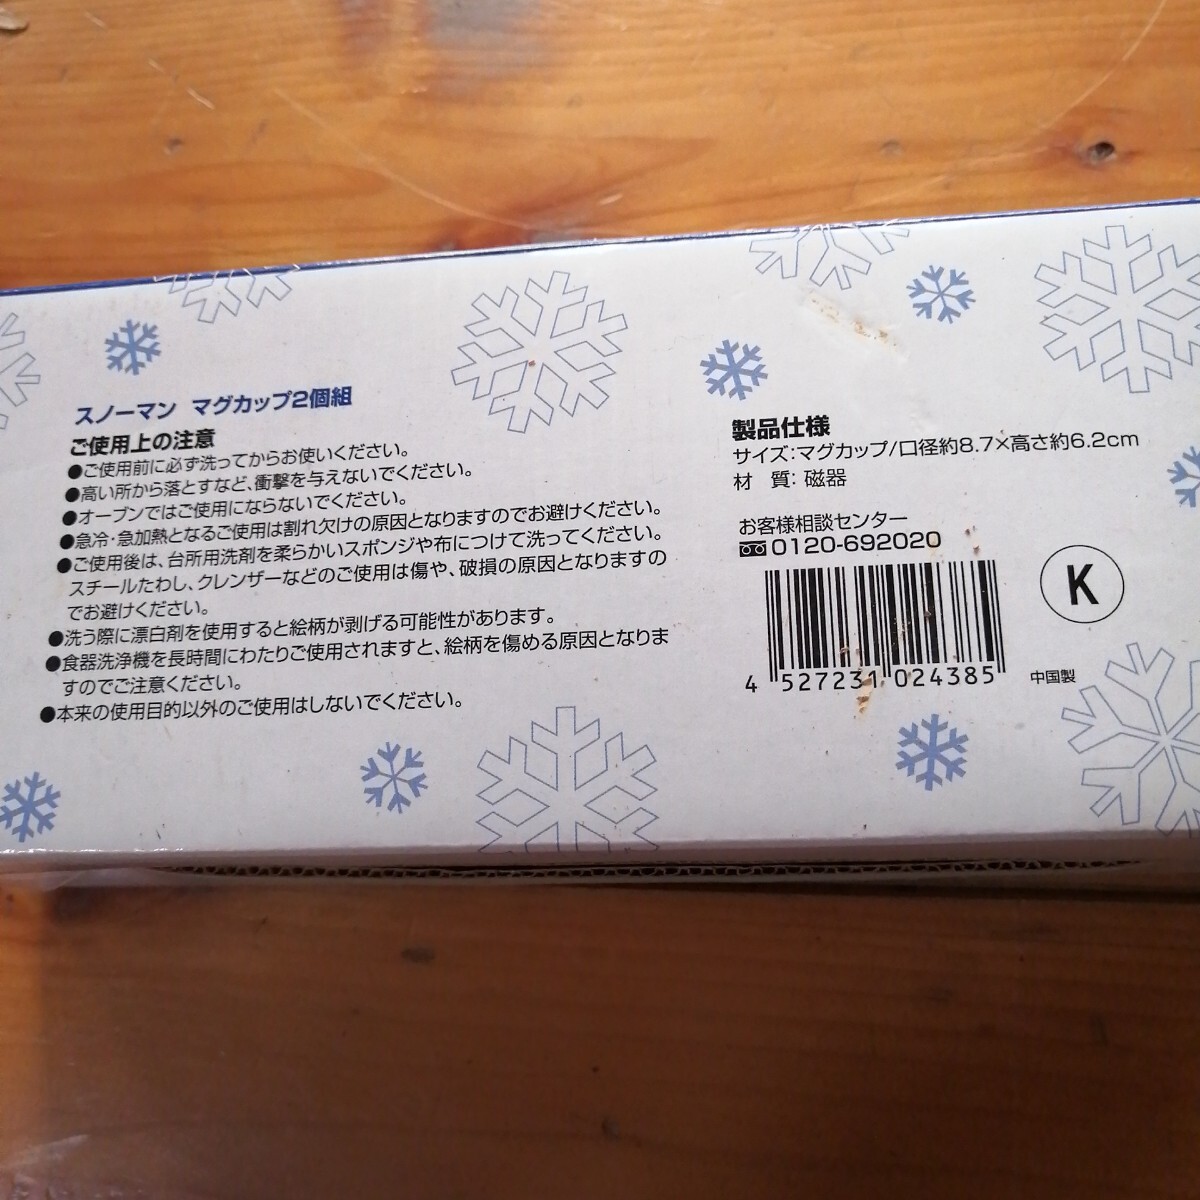 スノーマン マグカップ2個組
ご使用上の注意
●ご使用前に必ず洗ってからお使いください。
●高い所から落とすなど、衝撃を与えないでください。
●オーブンではご使用にならないでください。
●急冷・急加熱となるご使用は割れ欠けの原因となりますのでお避けください。
●ご使用後は、台所用洗剤を柔らかいスポンジや布につけて洗ってください。
スチールたわし、クレンザーなどのご使用は傷や、破損の原因となりますの
でお避けください。
●洗う際に漂白剤を使用すると絵柄が剥げる可能性があります。
●食器洗浄機を長時間にわたりご使用されますと、絵柄を傷める原因となりま
すのでご注意ください。
●本来の使用目的以外のご使用はしないでください。
製品仕様
サイズ:マグカップ/口径約8.7×高さ約6.2cm
材 質: 磁器
お客様相談センター
0120-692020
K
4 527231 024385
中国製